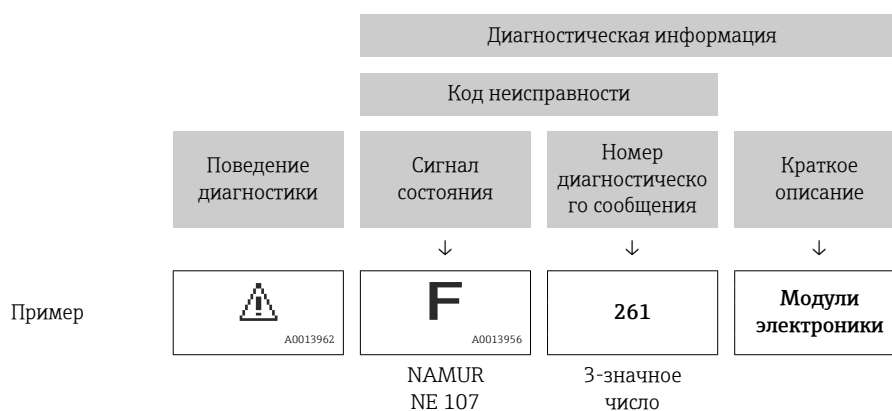 Диагностическая информация
Код неисправности
Поведение
диагностики
Сигнал
состояния
Номер
диагностическо
го сообщения
Краткое
описание
↓
↓
↓
Пример
A0013962
F
A0013956
261
Модули
электроники
NAMUR
NE 107
3-значное
число